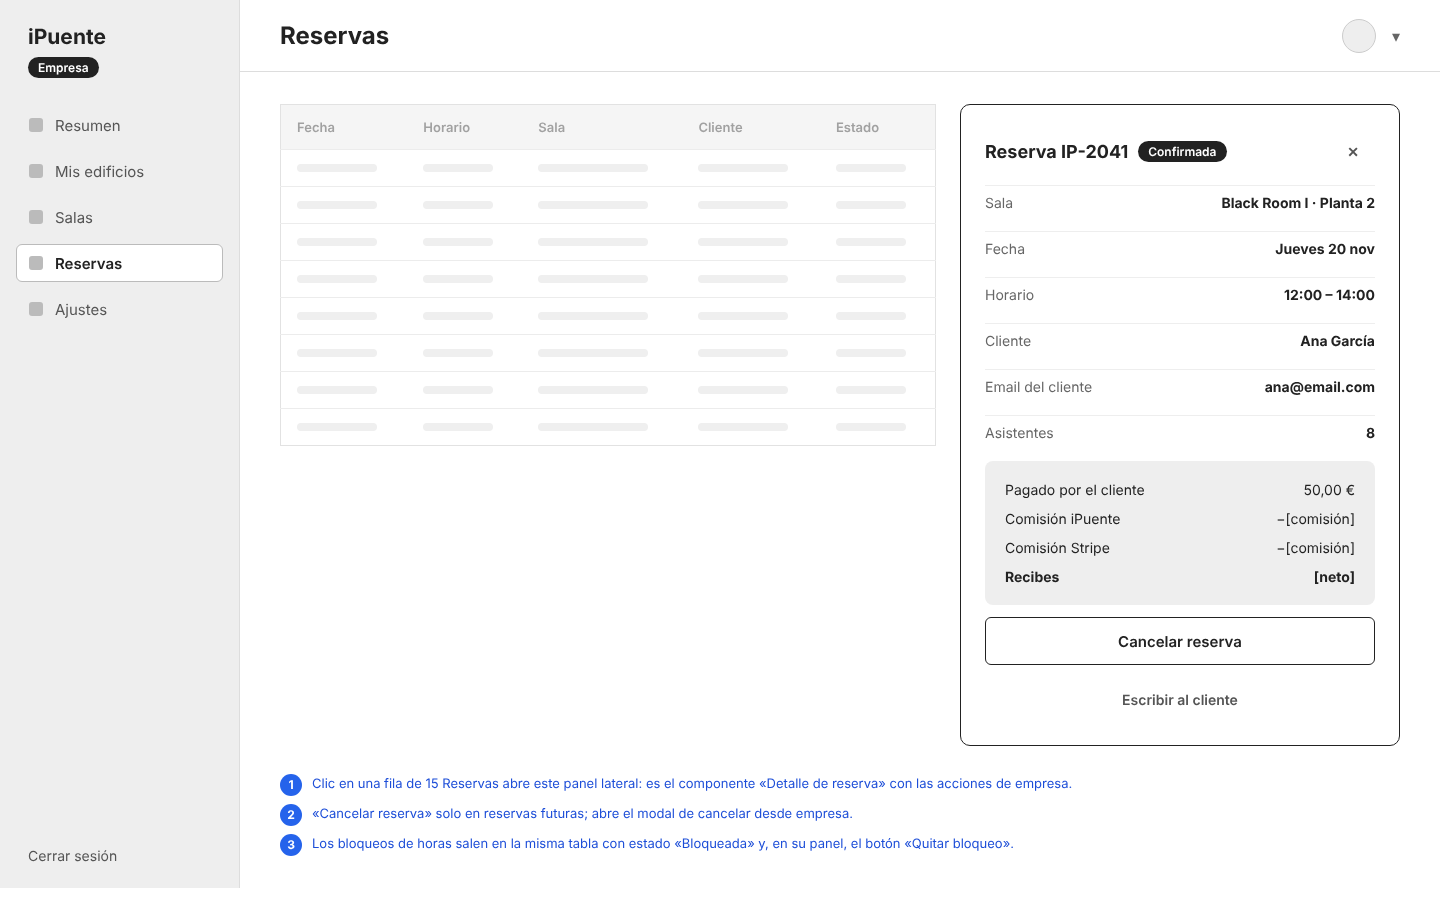 iPuente
Empresa
Resumen
Mis edificios
Salas
Reservas
Ajustes
Cerrar sesión
Reservas
▼
Fecha Horario Sala Cliente Estado
Reserva IP-2041 Confirmada ×
Sala Black Room I · Planta 2
Fecha Jueves 20 nov
Horario 12:00 – 14:00
Cliente Ana García
Email del cliente ana@email.com
Asistentes 8
Pagado por el cliente 50,00 €
Comisión iPuente –[comisión]
Comisión Stripe –[comisión]
Recibes [neto]
Cancelar reserva
Escribir al cliente
1 Clic en una fila de 15 Reservas abre este panel lateral: es el componente «Detalle de reserva» con las acciones de empresa.
2 «Cancelar reserva» solo en reservas futuras; abre el modal de cancelar desde empresa.
3 Los bloqueos de horas salen en la misma tabla con estado «Bloqueada» y, en su panel, el botón «Quitar bloqueo».